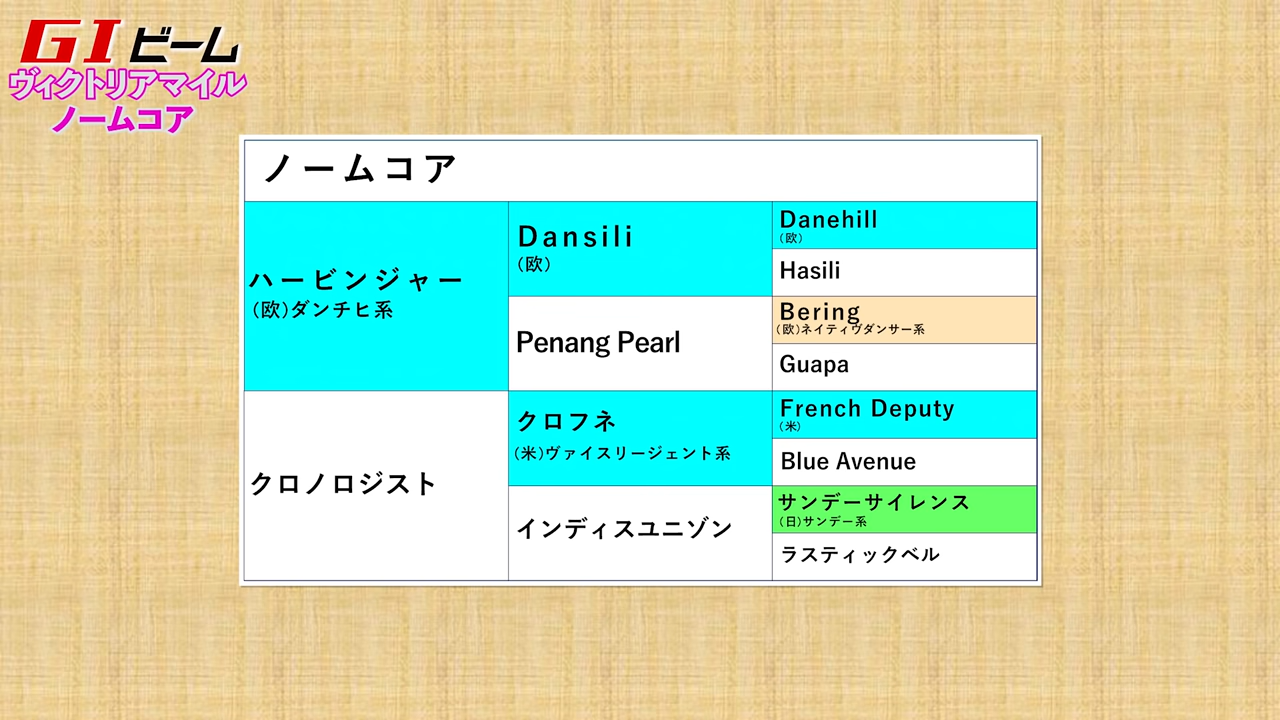 GIビーム
ヴィクトリアマイル
ノームコア
ノームコア
ハービンジャー
(欧)ダンチヒ系
Dansili
(欧)
Danehill
(欧)
Hasili
Penang Pearl
Bering
(欧)ネイティヴダンサー系
Guapa
クロノロジスト
クロフネ
(米)ヴァイスリージェント系
French Deputy
(米)
Blue Avenue
インディスユニゾン
サンデーサイレンス
(日)サンデー系
ラスティックベル